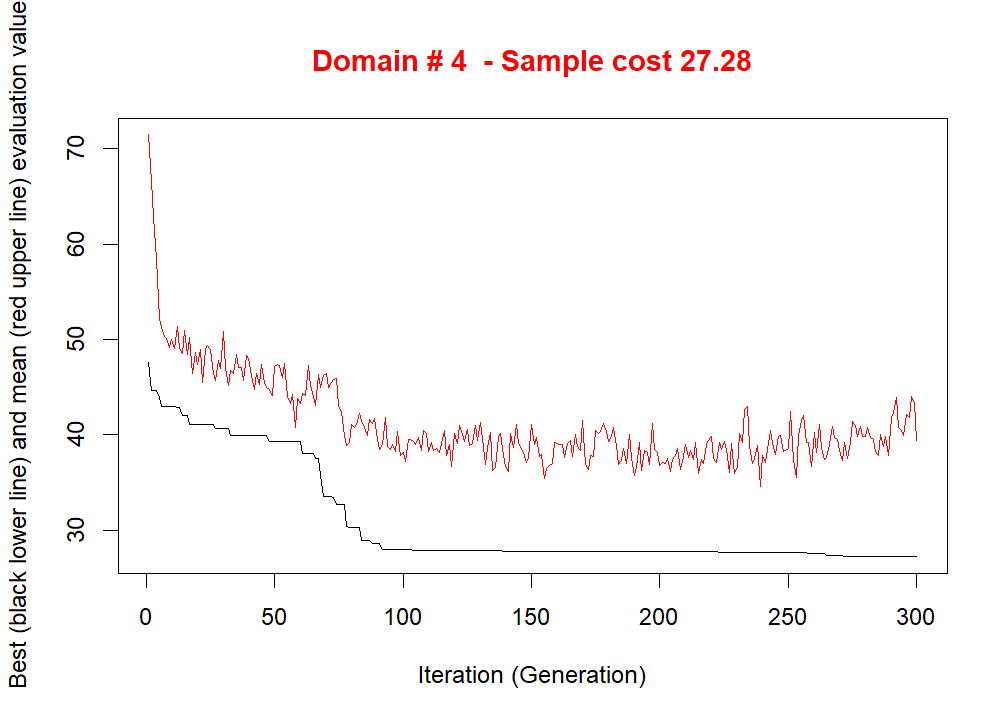 Domain # 4  - Sample cost 27.28
Best (black lower line) and mean (red upper line) evaluation value
70
60
50
40
30
0 50 100 150 200 250 300
Iteration (Generation)